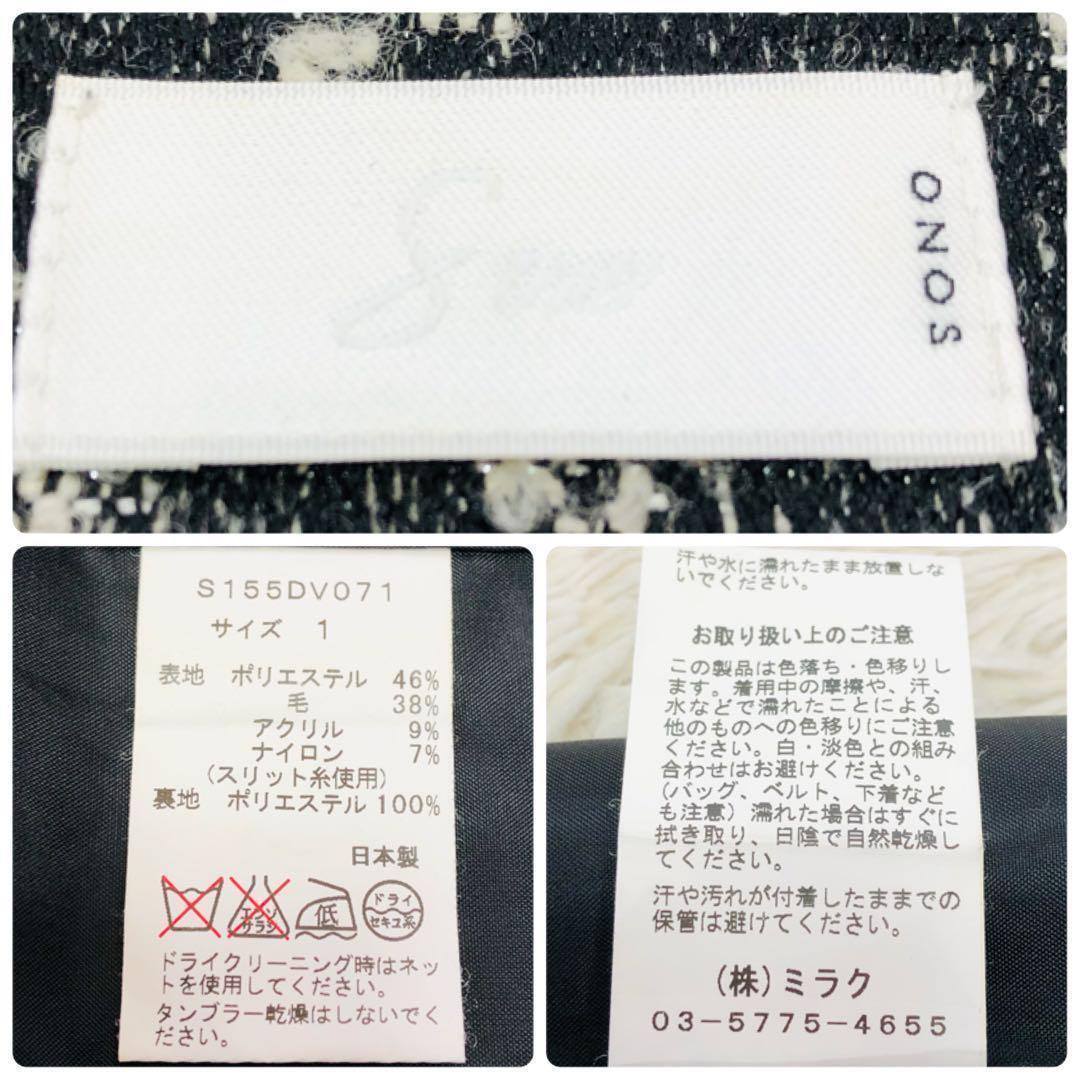 SONO
S155DV071
サイズ 1
表地 ポリエステル 46%
毛 38%
アクリル 9%
ナイロン 7%
(スリット糸使用)
裏地 ポリエステル 100%
日本製
エンソ
サラシ
低
ドライ
セキユ系
ドライクリーニング時はネッ
トを使用してください。
タンブラー乾燥はしないでく
ださい。
汗や水に濡れたまま放置しな
いでください。
お取り扱い上のご注意
この製品は色落ち・色移りし
ます。着用中の摩擦や、汗、
水などで濡れたことによる
他のものへの色移りにご注意
ください。白・淡色との組み
合わせはお避けください。
(バッグ、ベルト、下着など
も注意)濡れた場合はすぐに
拭き取り、日陰で自然乾燥し
てください。
汗や汚れが付着したままでの
保管は避けてください。
(株)ミラク
03-5775-4655